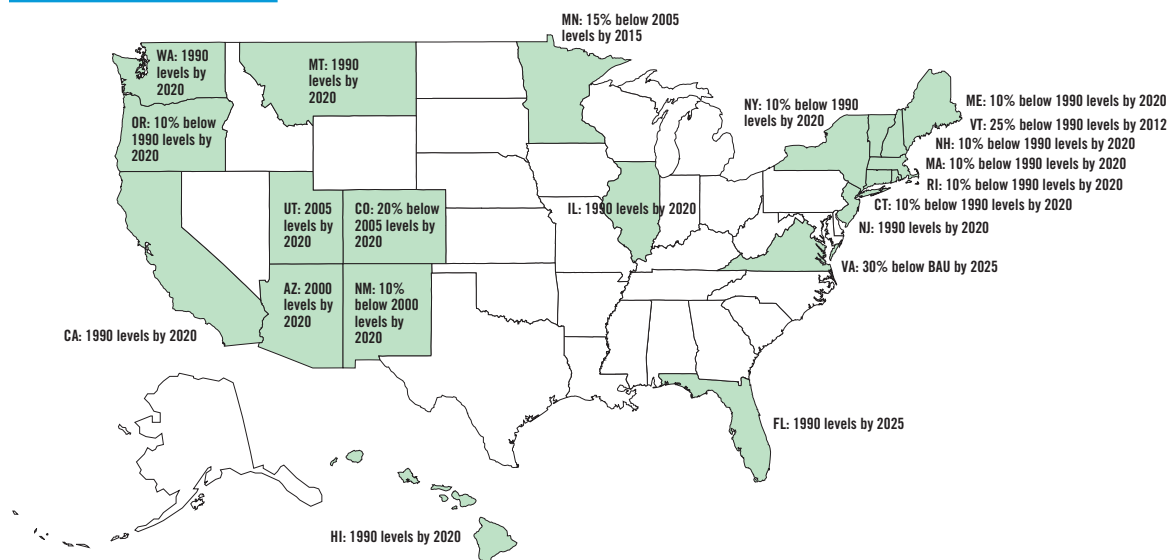 MN: 15% below 2005
levels by 2015
WA: 1990
levels by
2020
MT: 1990
levels by
2020
OR: 10% below
1990 levels by
2020
NY: 10% below 1990
levels by 2020
ME: 10% below 1990 levels by 2020
VT: 25% below 1990 levels by 2012
NH: 10% below 1990 levels by 2020
MA: 10% below 1990 levels by 2020
RI: 10% below 1990 levels by 2020
CT: 10% below 1990 levels by 2020
NJ: 1990 levels by 2020
UT: 2005
levels by
2020
CO: 20% below
2005 levels by
2020
IL: 1990 levels by 2020
VA: 30% below BAU by 2025
AZ: 2000
levels by
2020
NM: 10%
below 2000
levels by
2020
CA: 1990 levels by 2020
FL: 1990 levels by 2025
HI: 1990 levels by 2020